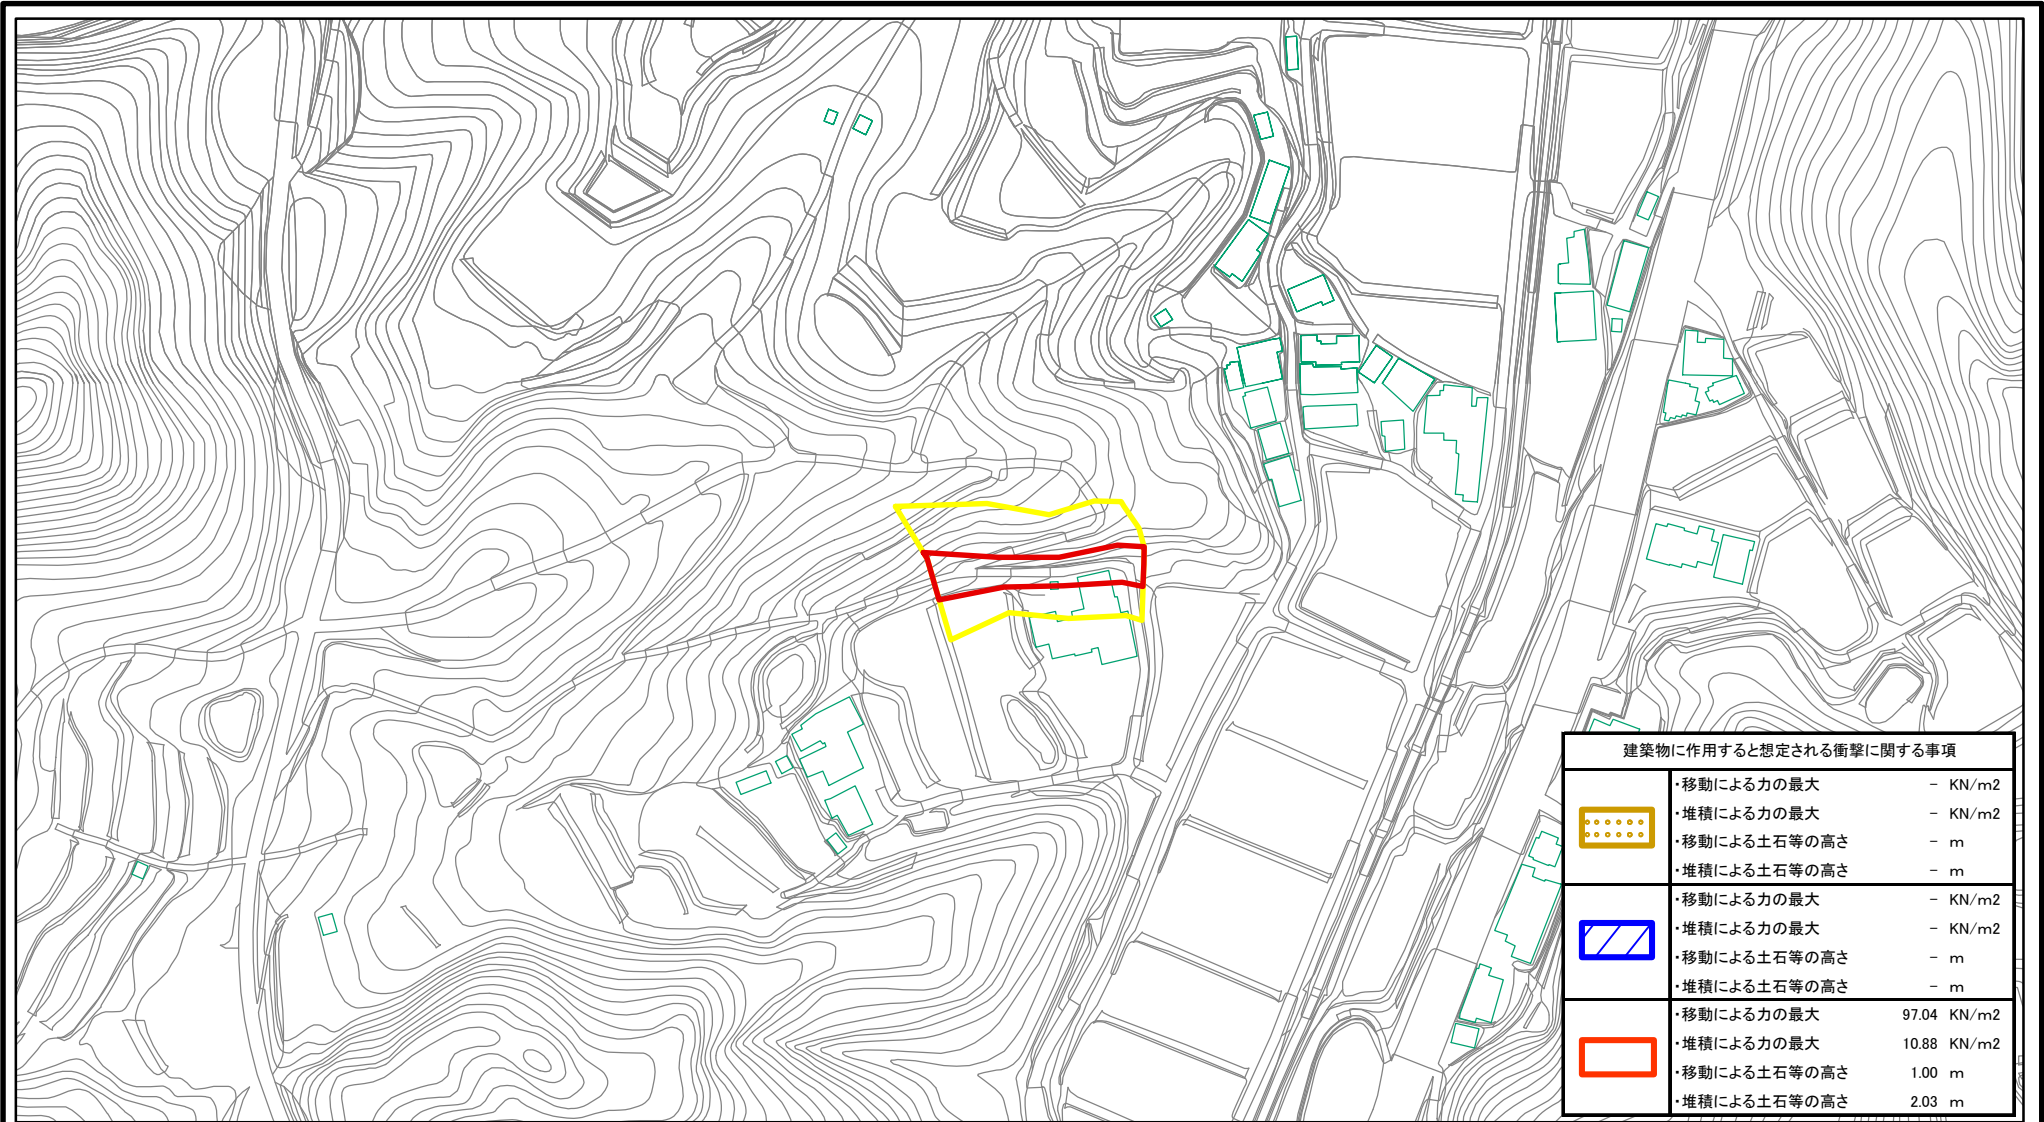 建築物に作用すると想定される衝撃に関する事項
・移動による力の最大 - KN/m2
・堆積による力の最大 - KN/m2
・移動による土石等の高さ - m
・堆積による土石等の高さ - m
・移動による力の最大 - KN/m2
・堆積による力の最大 - KN/m2
・移動による土石等の高さ - m
・堆積による土石等の高さ - m
・移動による力の最大 97.04 KN/m2
・堆積による力の最大 10.88 KN/m2
・移動による土石等の高さ 1.00 m
・堆積による土石等の高さ 2.03 m